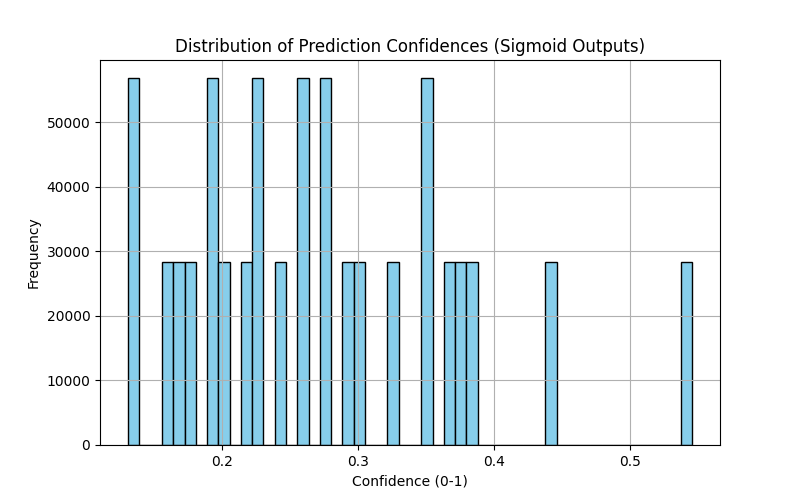 Distribution of Prediction Confidences (Sigmoid Outputs)
50000
40000
30000
20000
10000
0
Frequency
0.2 0.3 0.4 0.5
Confidence (0-1)